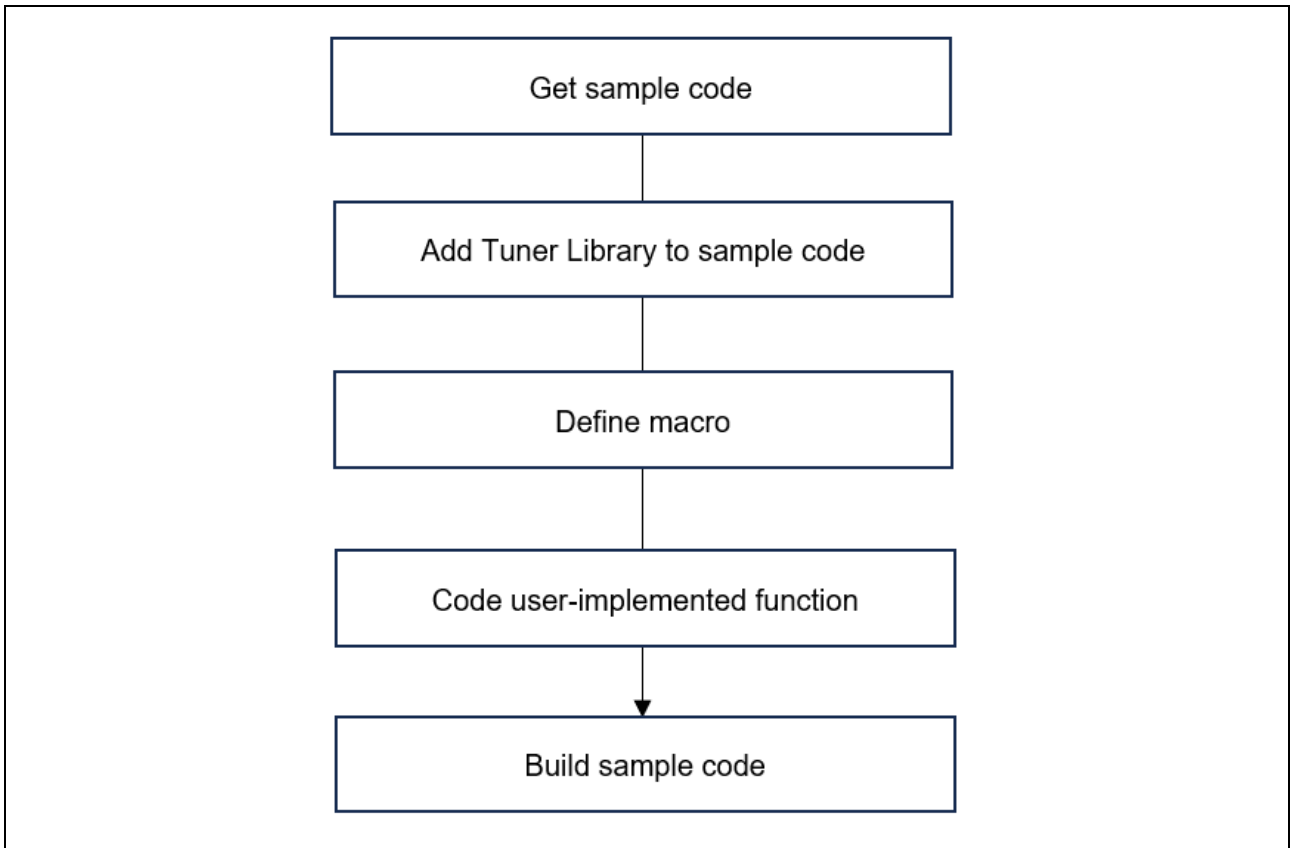 Get sample code
Add Tuner Library to sample code
Define macro
Code user-implemented function
Build sample code